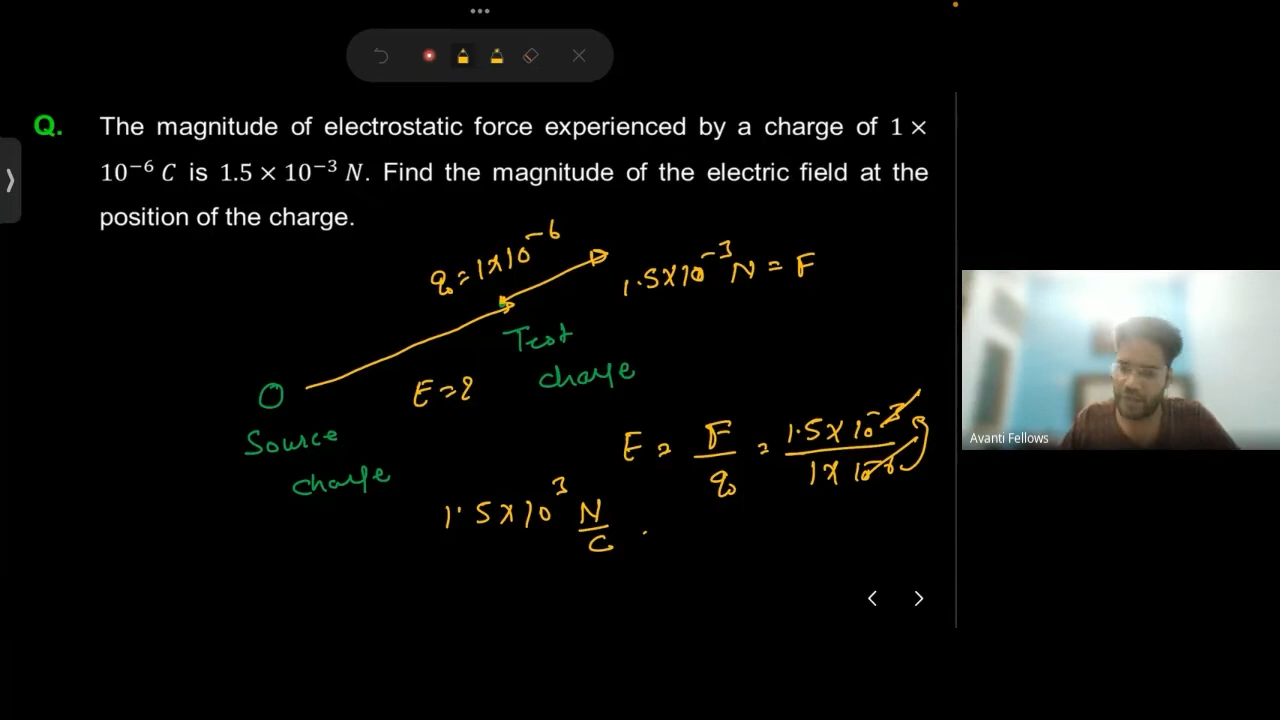 Q. The magnitude of electrostatic force experienced by a charge of 1 ×
10⁻⁶ C is 1.5 × 10⁻³ N. Find the magnitude of the electric field at the
position of the charge.
q₀ = 1×10⁻⁶
1.5×10⁻³ N = F
Test
charge
E = ?
Source
charge
E = F/q₀ = 1.5×10⁻³/1×10⁻⁶
1.5×10³ N/C
Avanti Fellows